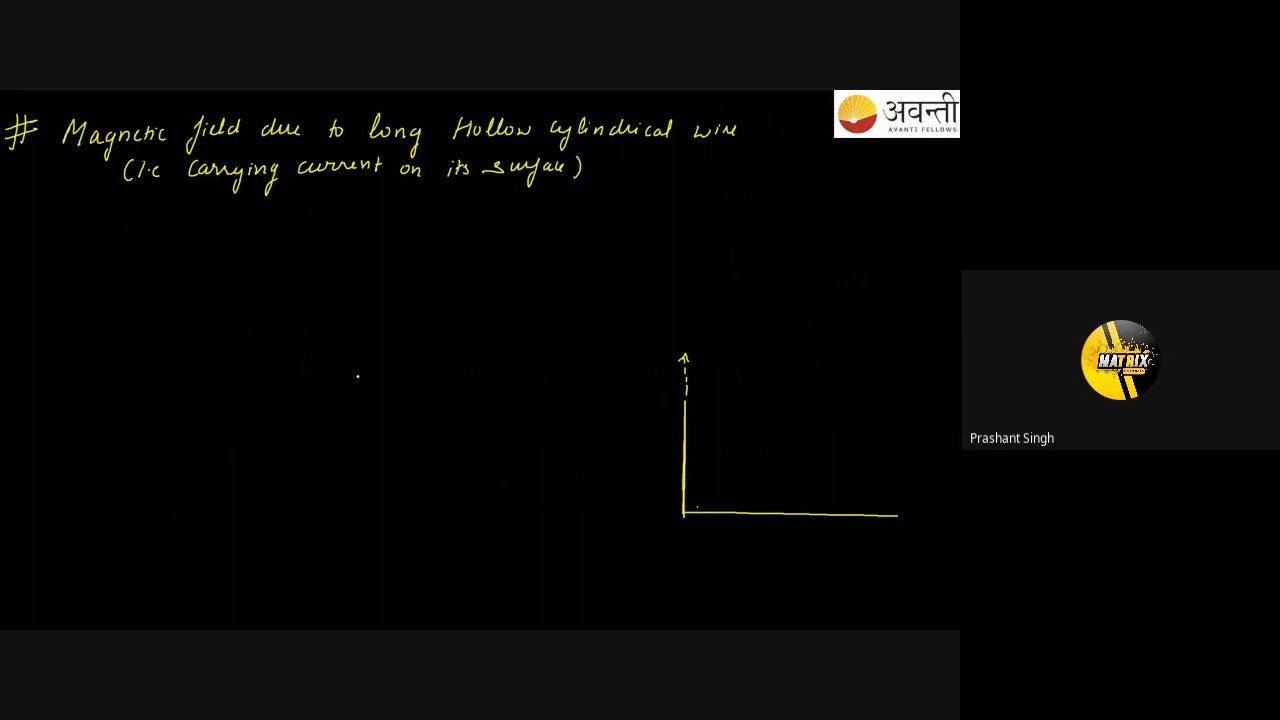 # Magnetic field due to long Hollow cylindrical wire
(i.e carrying current on its surface)
अवन्ती
AVANTI FELLOWS
MATRIX
Prashant Singh